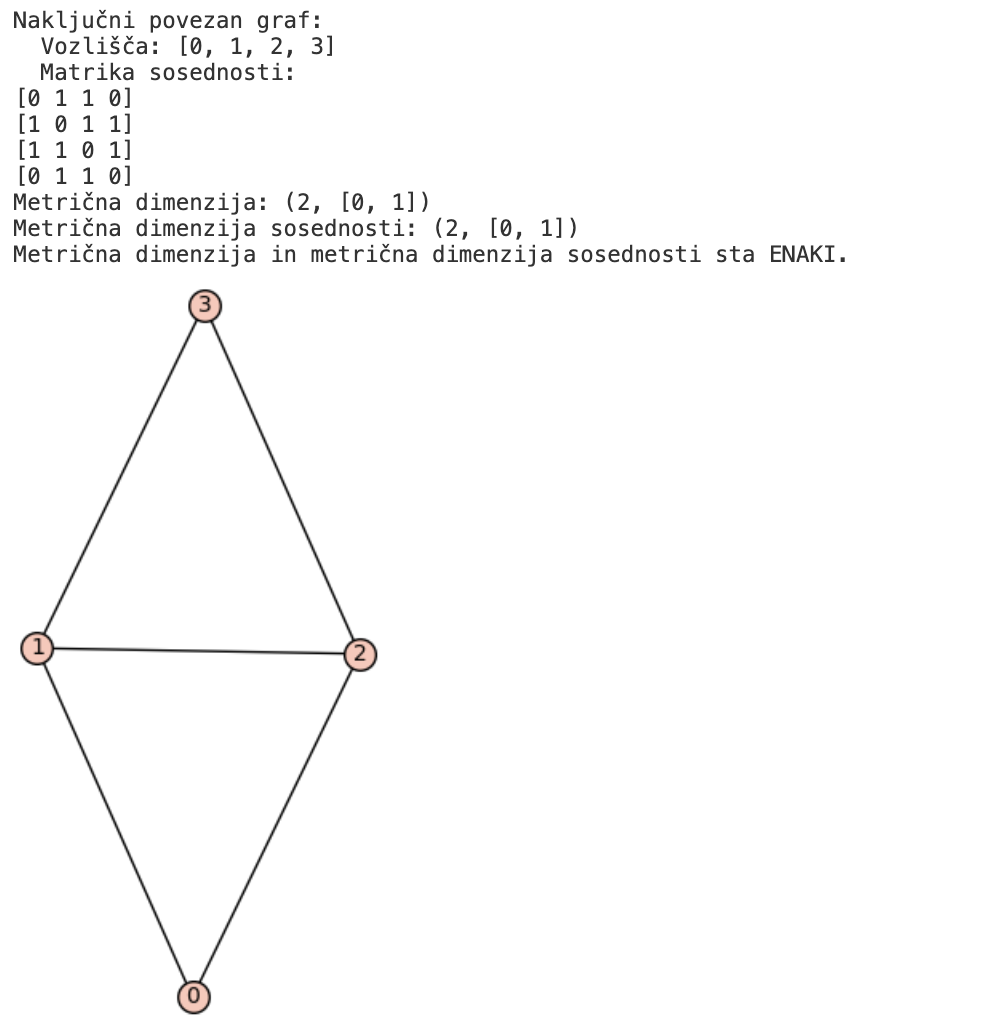 Naključni povezan graf:
  Vozlišča: [0, 1, 2, 3]
  Matrika sosednosti:
[0 1 1 0]
[1 0 1 1]
[1 1 0 1]
[0 1 1 0]
Metrična dimenzija: (2, [0, 1])
Metrična dimenzija sosednosti: (2, [0, 1])
Metrična dimenzija in metrična dimenzija sosednosti sta ENAKI.
3
1
2
0